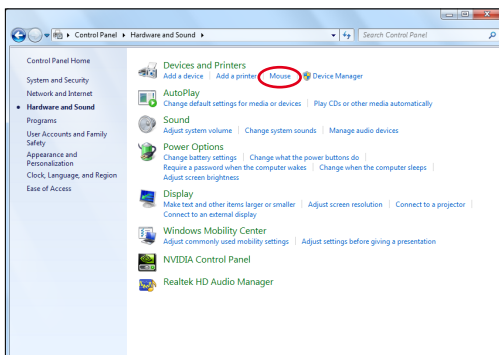 Control Panel ▸ Hardware and Sound ▸
Search Control Panel
Control Panel Home
System and Security
Network and Internet
Hardware and Sound
Programs
User Accounts and Family
Safety
Appearance and
Personalization
Clock, Language, and Region
Ease of Access
Devices and Printers
Add a device | Add a printer | Mouse | Device Manager
AutoPlay
Change default settings for media or devices | Play CDs or other media automatically
Sound
Adjust system volume | Change system sounds | Manage audio devices
Power Options
Change battery settings | Change what the power buttons do |
Require a password when the computer wakes | Change when the computer sleeps |
Adjust screen brightness
Display
Make text and other items larger or smaller | Adjust screen resolution | Connect to a projector |
Connect to an external display
Windows Mobility Center
Adjust commonly used mobility settings | Adjust settings before giving a presentation
NVIDIA Control Panel
Realtek HD Audio Manager